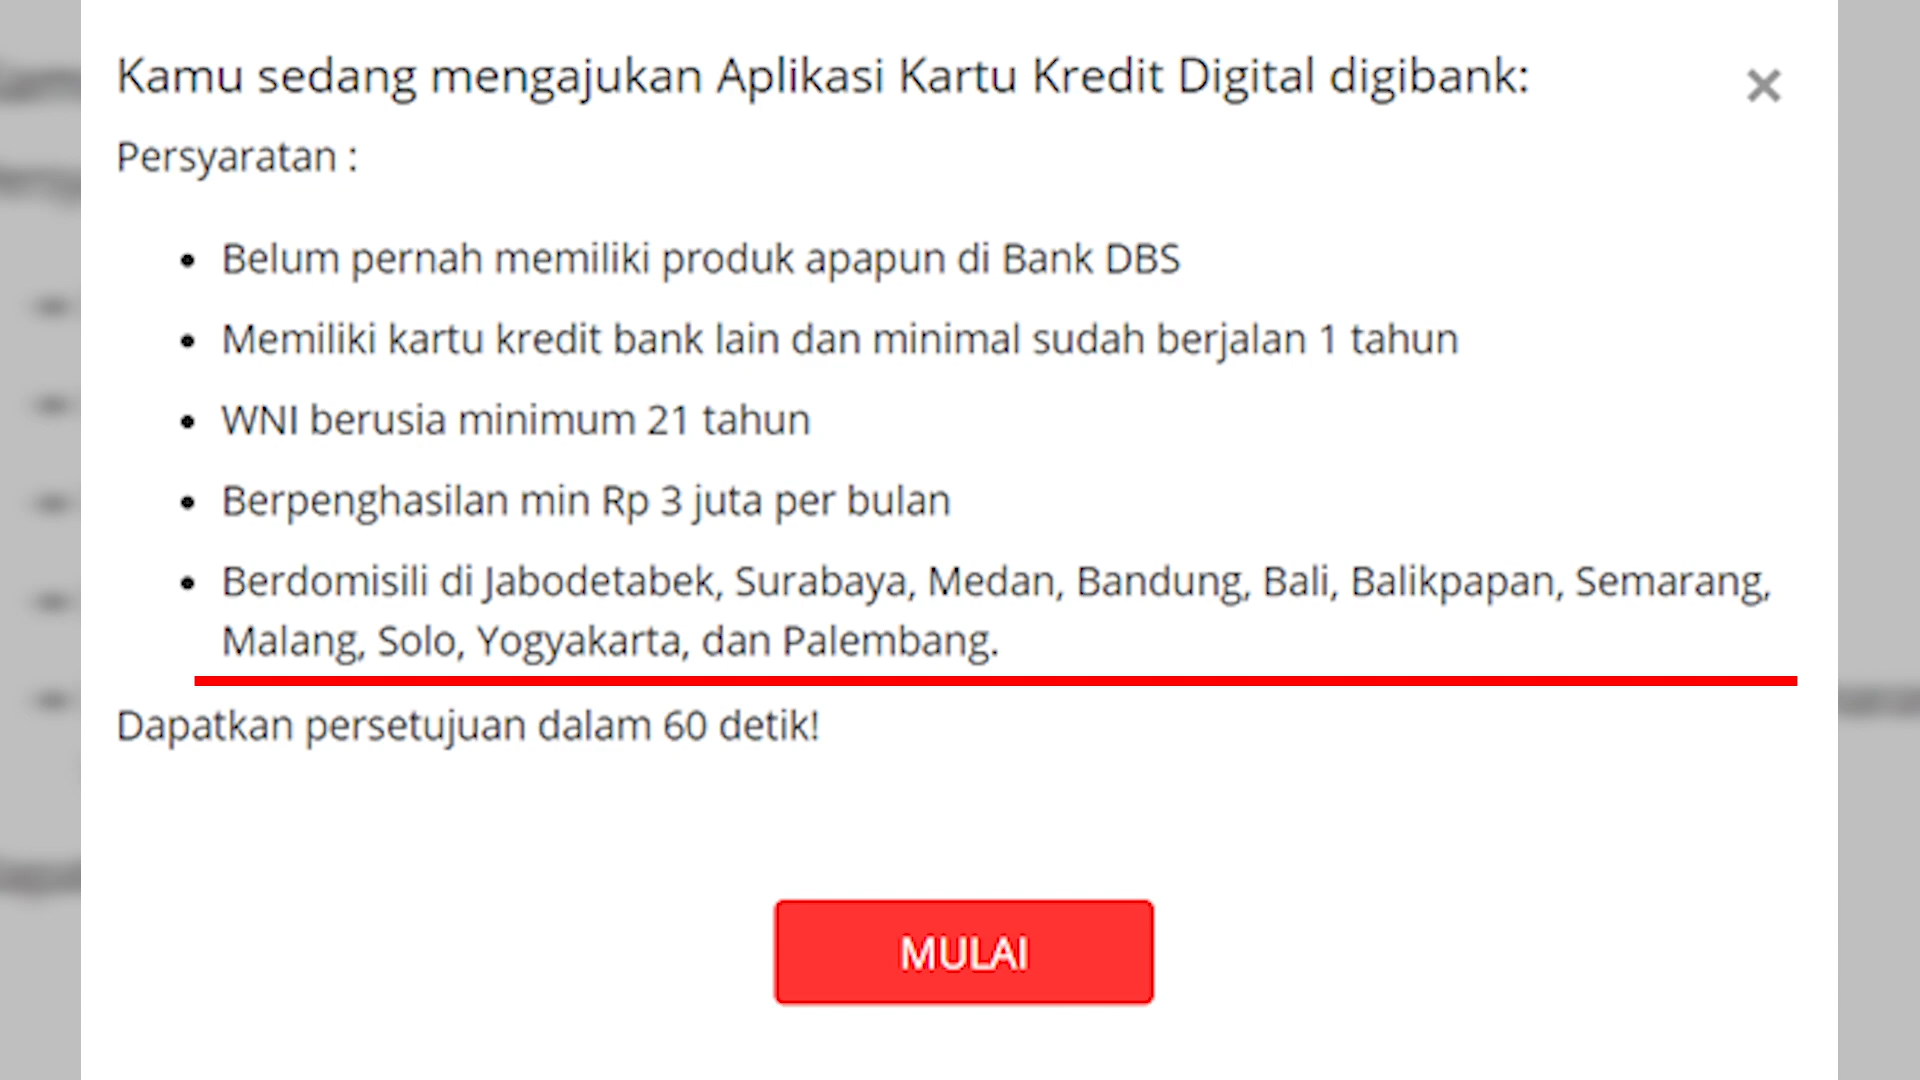 Kamu sedang mengajukan Aplikasi Kartu Kredit Digital digibank:
Persyaratan :
• Belum pernah memiliki produk apapun di Bank DBS
• Memiliki kartu kredit bank lain dan minimal sudah berjalan 1 tahun
• WNI berusia minimum 21 tahun
• Berpenghasilan min Rp 3 juta per bulan
• Berdomisili di Jabodetabek, Surabaya, Medan, Bandung, Bali, Balikpapan, Semarang,
Malang, Solo, Yogyakarta, dan Palembang.
Dapatkan persetujuan dalam 60 detik!
MULAI